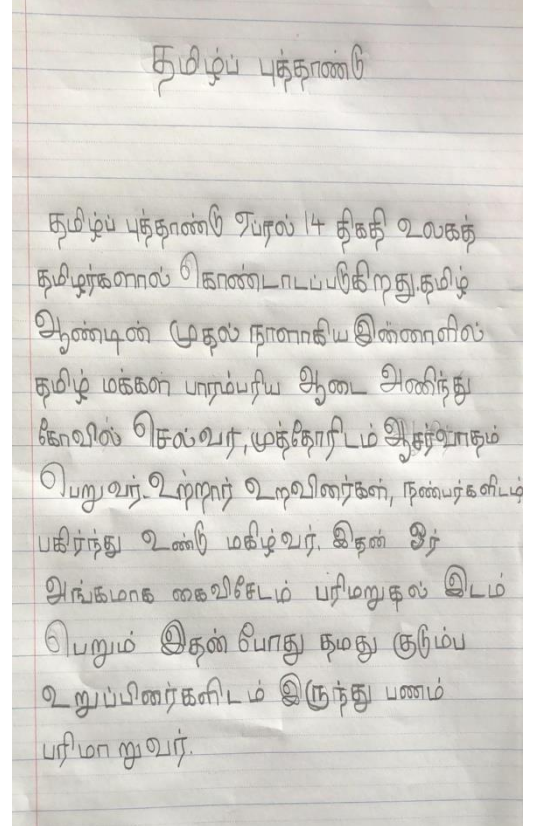 தமிழ்ப் புத்தாண்டு
தமிழ்ப் புத்தாண்டு ஏப்ரல் 14 திகதி உலகத்
தமிழர்களால் கொண்டாடப்படுகிறது.தமிழ்
ஆண்டின் முதல் நாளாகிய இன்னாளில்
தமிழ் மக்கள் பாரம்பரிய ஆடை அணிந்து
கோவில் செல்வர்,முத்தோரிடம் ஆசர்வாதம்
பெறுவர்.உற்றார் உறவினர்கள், நண்பர்களிடம்
பகிர்ந்து உண்டு மகிழ்வர். இதன் ஓர்
அங்கமாக கைவிசேடம் பரிமறுதல் இடம்
பெறும் இதன் போது தமது குடும்ப
உறுப்பினர்களிடம் இருந்து பணம்
பரிமாறுவர்.